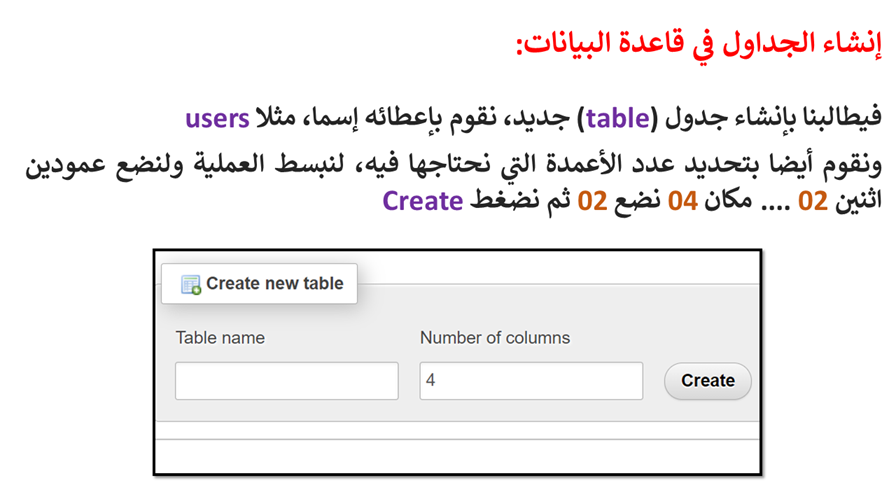 إنشاء الجداول في قاعدة البيانات:
فيطالبنا بإنشاء جدول (table) جديد، نقوم بإعطائه إسما، مثلا users
ونقوم أيضا بتحديد عدد الأعمدة التي نحتاجها فيه، لنبسط العملية ولنضع عمودين
اثنين 02 .... مكان 04 نضع 02 ثم نضغط Create
Create new table
Table name
Number of columns
4
Create